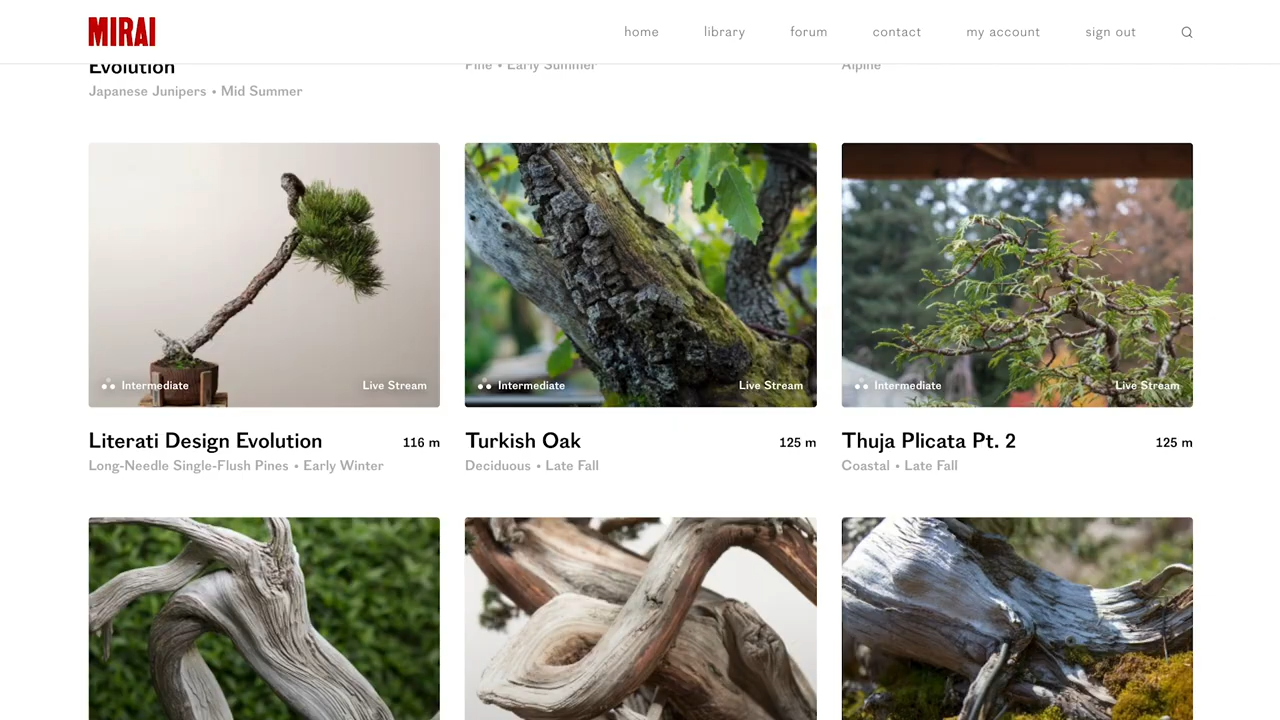 MIRAI
home library forum contact my account sign out
Evolution
Pine • Early Summer
Alpine
Japanese Junipers • Mid Summer
Intermediate Live Stream
Intermediate Live Stream
Intermediate Live Stream
Literati Design Evolution 116 m
Long-Needle Single-Flush Pines • Early Winter
Turkish Oak 125 m
Deciduous • Late Fall
Thuja Plicata Pt. 2 125 m
Coastal • Late Fall